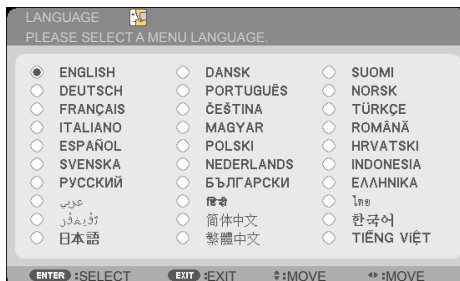 LANGUAGE
PLEASE SELECT A MENU LANGUAGE.
ENGLISH DANSK SUOMI
DEUTSCH PORTUGUÊS NORSK
FRANÇAIS ČEŠTINA TÜRKÇE
ITALIANO MAGYAR ROMÂNĂ
ESPAÑOL POLSKI HRVATSKI
SVENSKA NEDERLANDS INDONESIA
РУССКИЙ БЪЛГАРСКИ ΕΛΛΗΝΙΚΑ
عربي हिंदी ไทย
简体中文 한국어
日本語 繁體中文 TIẾNG VIỆT
ENTER :SELECT EXIT :EXIT :MOVE :MOVE